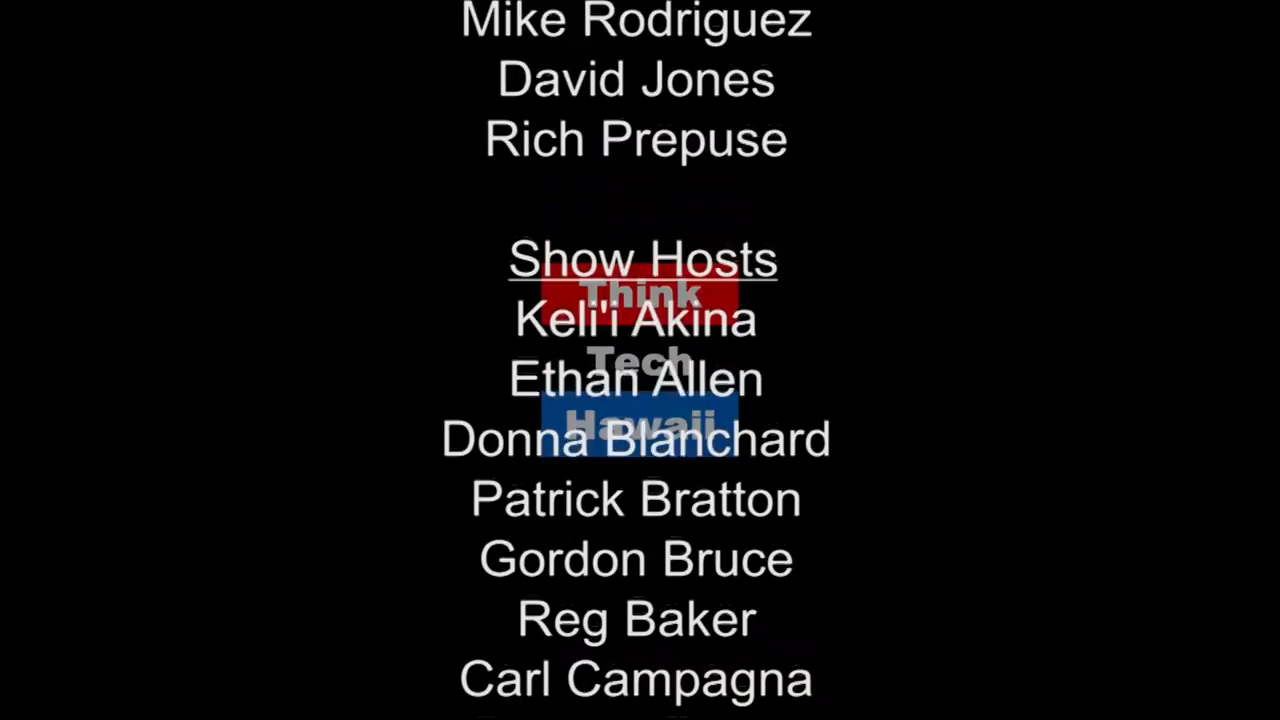 Mike Rodriguez
David Jones
Rich Prepuse
Show Hosts
Think
Keli'i Akina
Tech
Ethan Allen
Hawaii
Donna Blanchard
Patrick Bratton
Gordon Bruce
Reg Baker
Carl Campagna